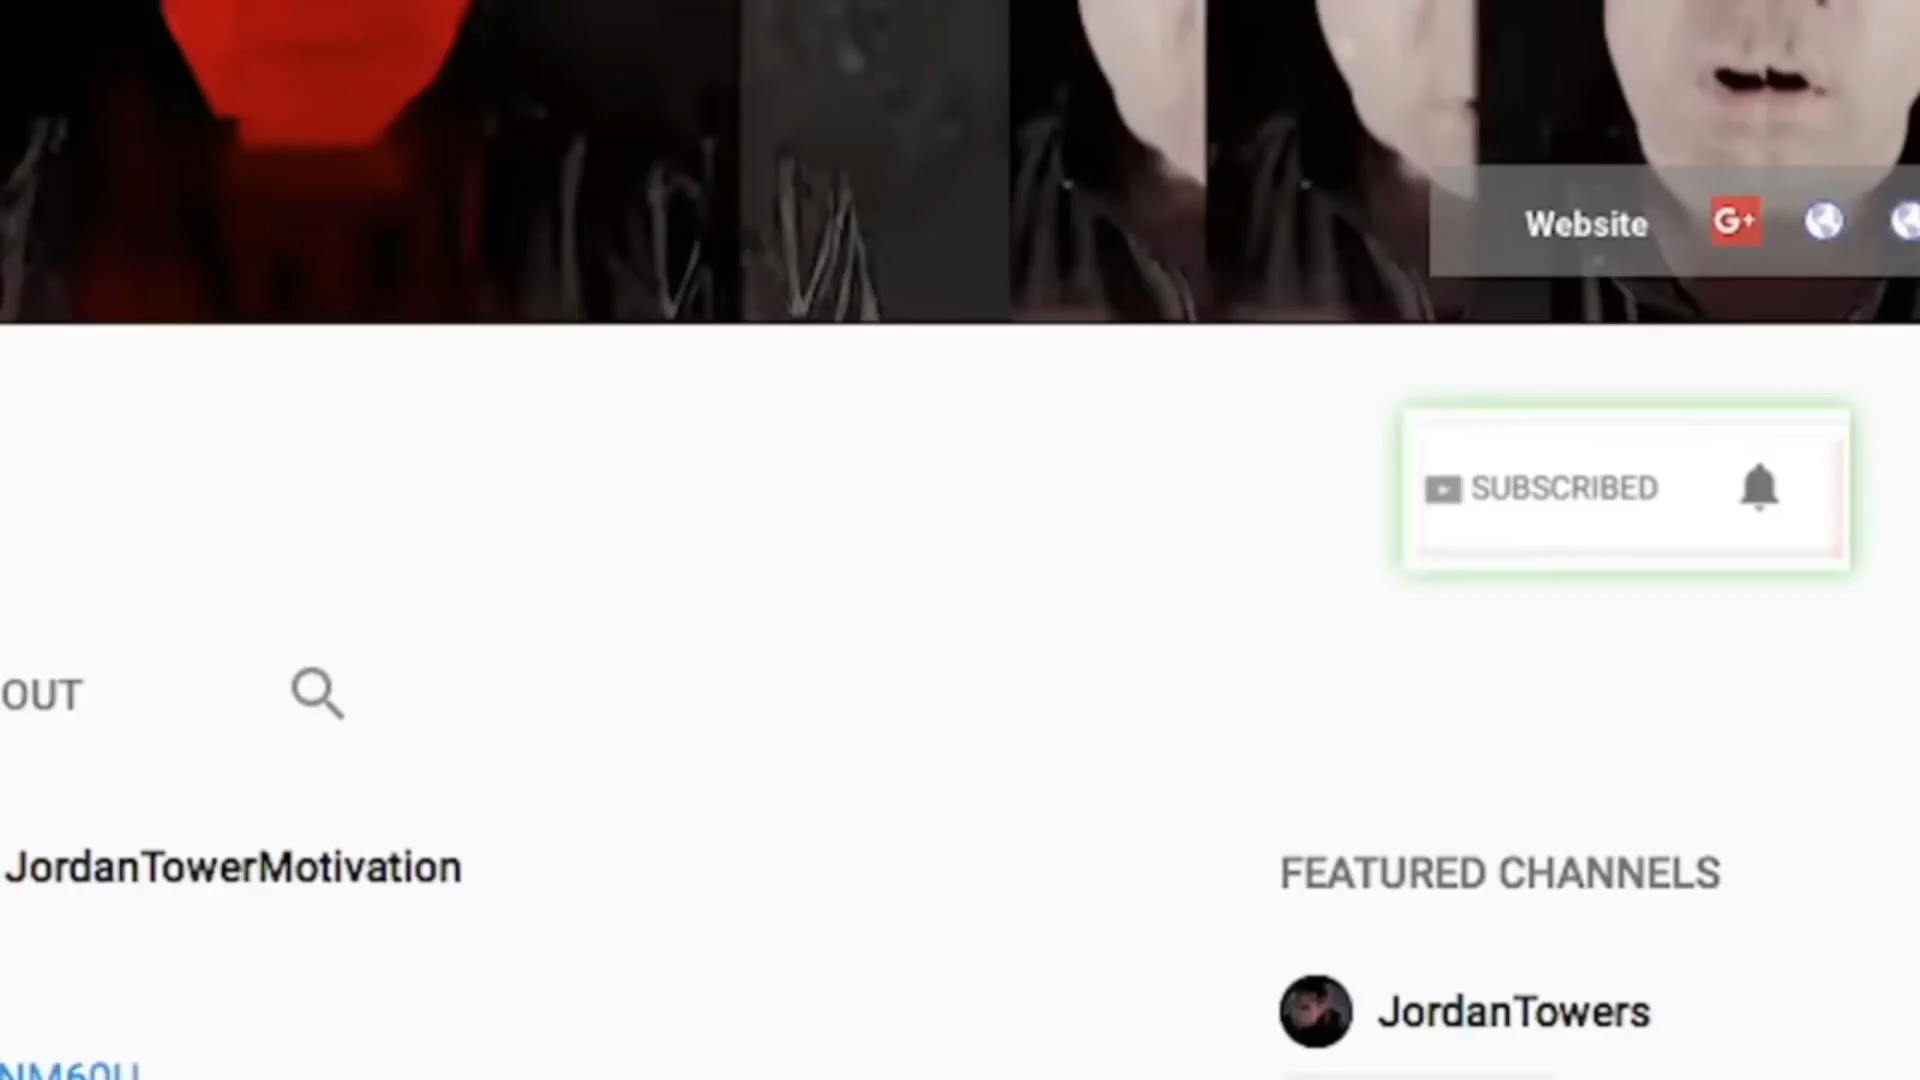 Website
G+
SUBSCRIBED
OUT
JordanTowerMotivation
FEATURED CHANNELS
JordanTowers